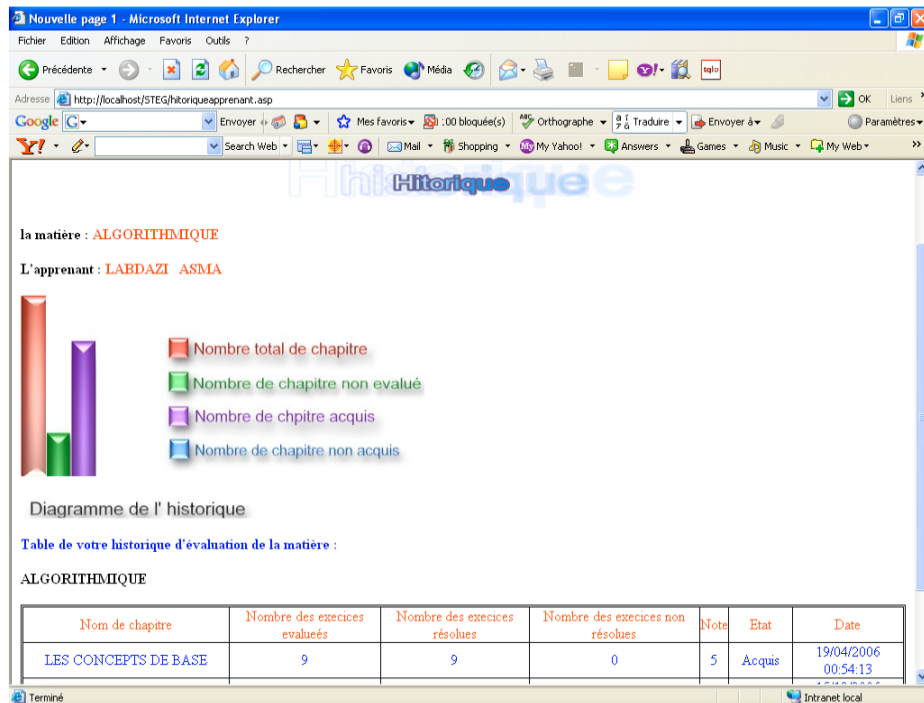 Nouvelle page 1 - Microsoft Internet Explorer
Fichier Edition Affichage Favoris Outils ?
Précédente Rechercher Favoris Média
Adresse http://localhost/STEG/hitoriqueapprenant.asp OK Liens
Google G Envoyer Mes favoris :00 bloquée(s) Orthographe Traduire Envoyer à Paramètres
Y! Search Web Mail Shopping My Yahoo! Answers Games Music My Web
Hitorique
la matière : ALGORITHMIQUE
L'apprenant : LABDAZI ASMA
Nombre total de chapitre
Nombre de chapitre non evalué
Nombre de chpitre acquis
Nombre de chapitre non acquis
Diagramme de l' historique
Table de votre historique d'évaluation de la matière :
ALGORITHMIQUE
Nom de chapitre Nombre des execices evalueés Nombre des execices résolues Nombre des execices non résolues Note Etat Date
LES CONCEPTS DE BASE 9 9 0 5 Acquis 19/04/2006 00:54:13
Terminé Intranet local